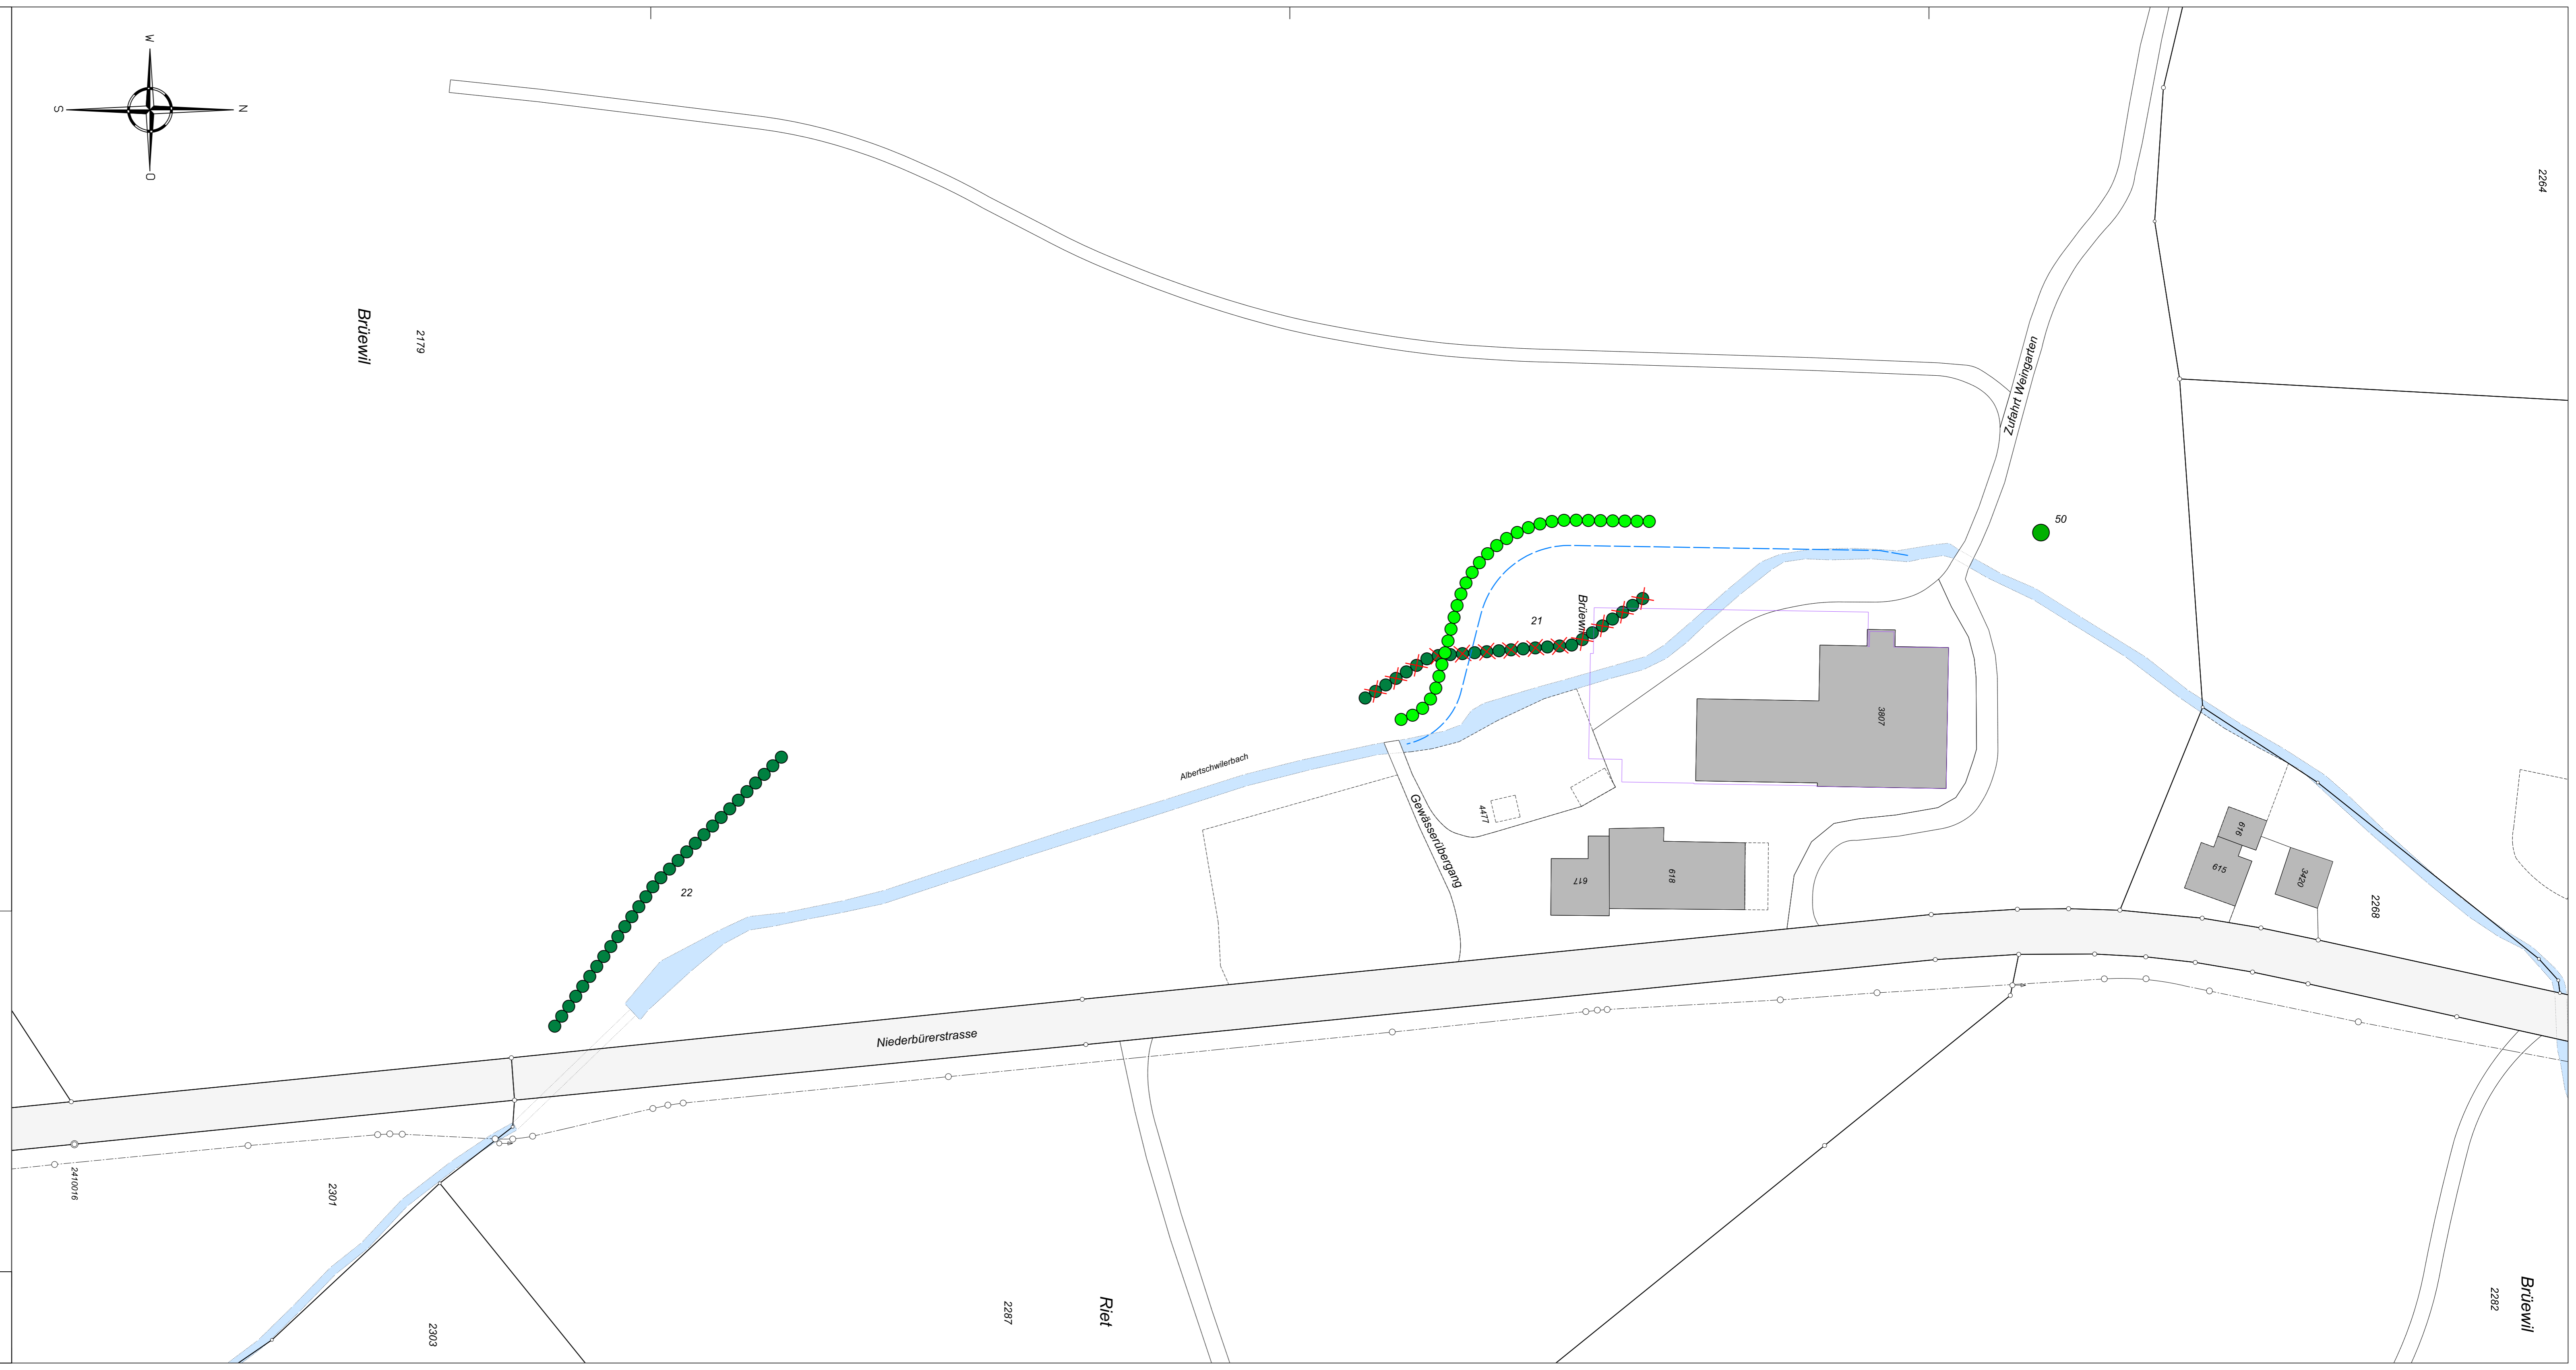 W
N
S
O
2264
Brüewil
2179
Zufahrt Weingarten
50
21
Brüewil
3807
Albertschwilerbach
4477
Gewässerübergang
617
618
616
615
3420
2268
22
Niederbürerstrasse
2410016
2301
2303
2287
Riet
2282
Brüewil